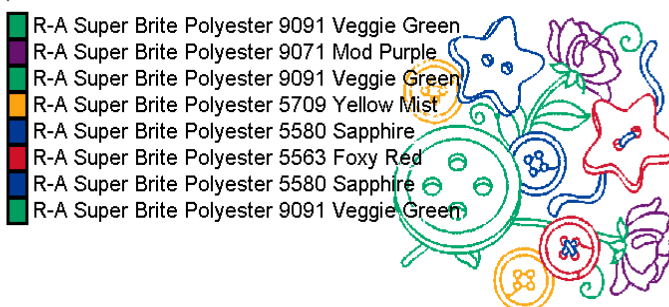 R-A Super Brite Polyester 9091 Veggie Green
R-A Super Brite Polyester 9071 Mod Purple
R-A Super Brite Polyester 9091 Veggie Green
R-A Super Brite Polyester 5709 Yellow Mist
R-A Super Brite Polyester 5580 Sapphire
R-A Super Brite Polyester 5563 Foxy Red
R-A Super Brite Polyester 5580 Sapphire
R-A Super Brite Polyester 9091 Veggie Green